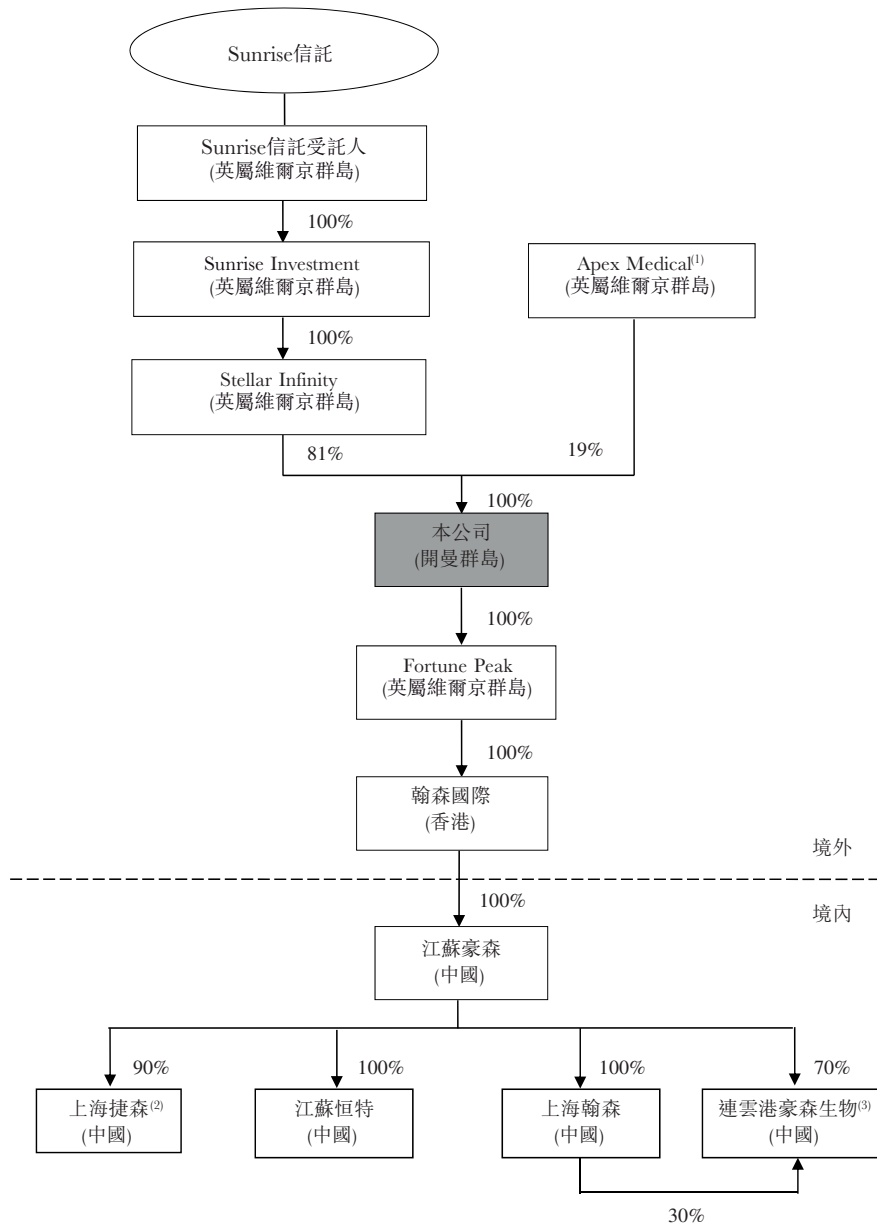 Sunrise信託
Sunrise信託受託人
(英屬維爾京群島)
100%
Sunrise Investment
(英屬維爾京群島)
Apex Medical(1)
(英屬維爾京群島)
100%
Stellar Infinity
(英屬維爾京群島)
81%
19%
100%
本公司
(開曼群島)
100%
Fortune Peak
(英屬維爾京群島)
100%
翰森國際
(香港)
境外
100%
境內
江蘇豪森
(中國)
90%
100%
100%
70%
上海捷森(2)
(中國)
江蘇恒特
(中國)
上海翰森
(中國)
連雲港豪森生物(3)
(中國)
30%